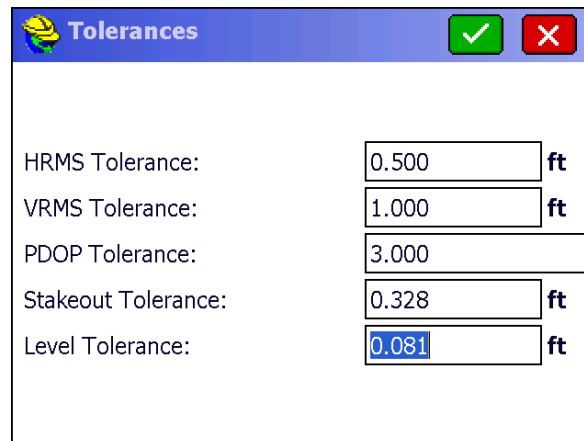 Tolerances
HRMS Tolerance: 0.500 ft
VRMS Tolerance: 1.000 ft
PDOP Tolerance: 3.000
Stakeout Tolerance: 0.328 ft
Level Tolerance: 0.081 ft